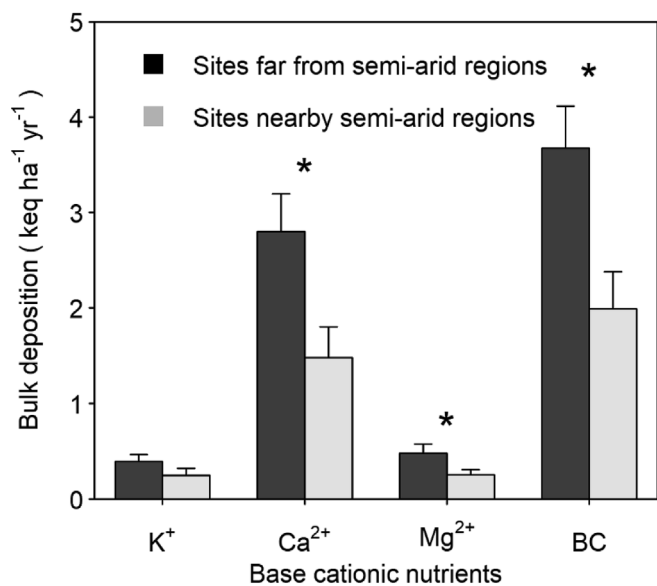 5
4
3
2
1
0
Bulk deposition ( keq ha⁻¹ yr⁻¹ )
Sites far from semi-arid regions
Sites nearby semi-arid regions
*
*
*
K⁺ Ca²⁺ Mg²⁺ BC
Base cationic nutrients